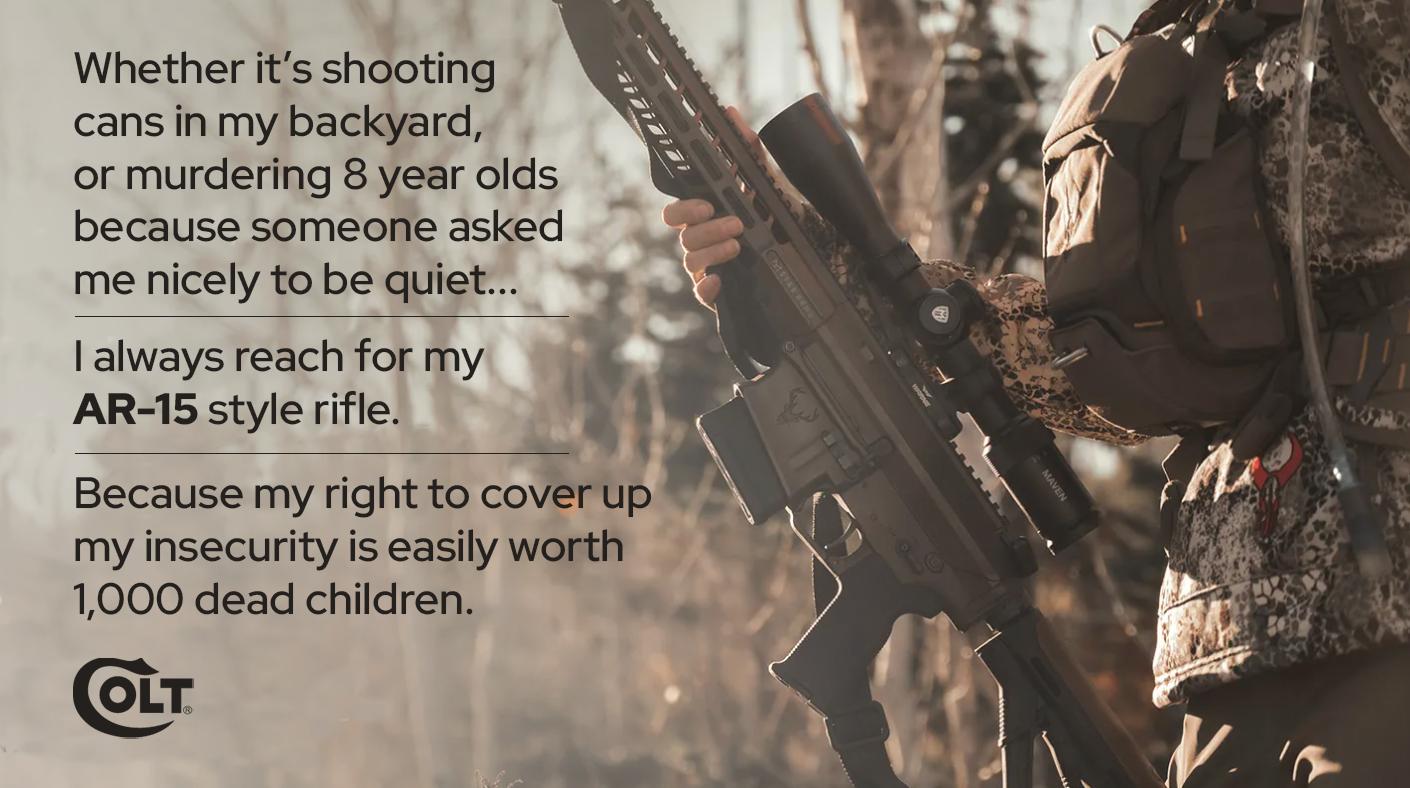 Whether it’s shooting
cans in my backyard,
or murdering 8 year olds
because someone asked
me nicely to be quiet...
I always reach for my
AR-15 style rifle.
Because my right to cover up
my insecurity is easily worth
1,000 dead children.
COLT®
MAVEN